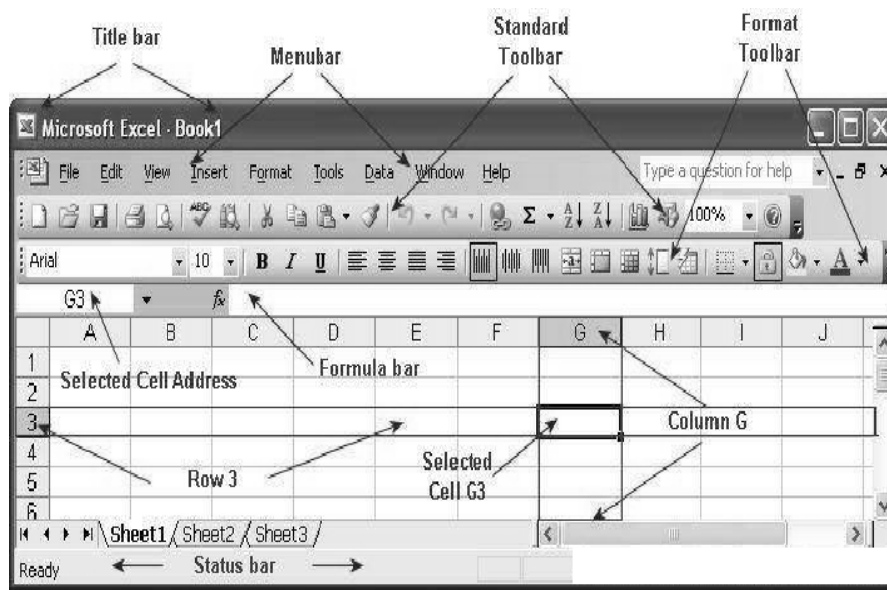 Title bar
Menubar
Standard
Toolbar
Format
Toolbar
Microsoft Excel - Book1
File Edit View Insert Format Tools Data Window Help Type a question for help
ABC Σ A Z Z A 100%
Arial 10 B I U a A
G3 fx
A B C D E F G H I J
Selected Cell Address
Formula bar
1
2
3
4
5
6
Column G
Row 3
Selected
Cell G3
Sheet1 Sheet2 Sheet3
Ready
Status bar